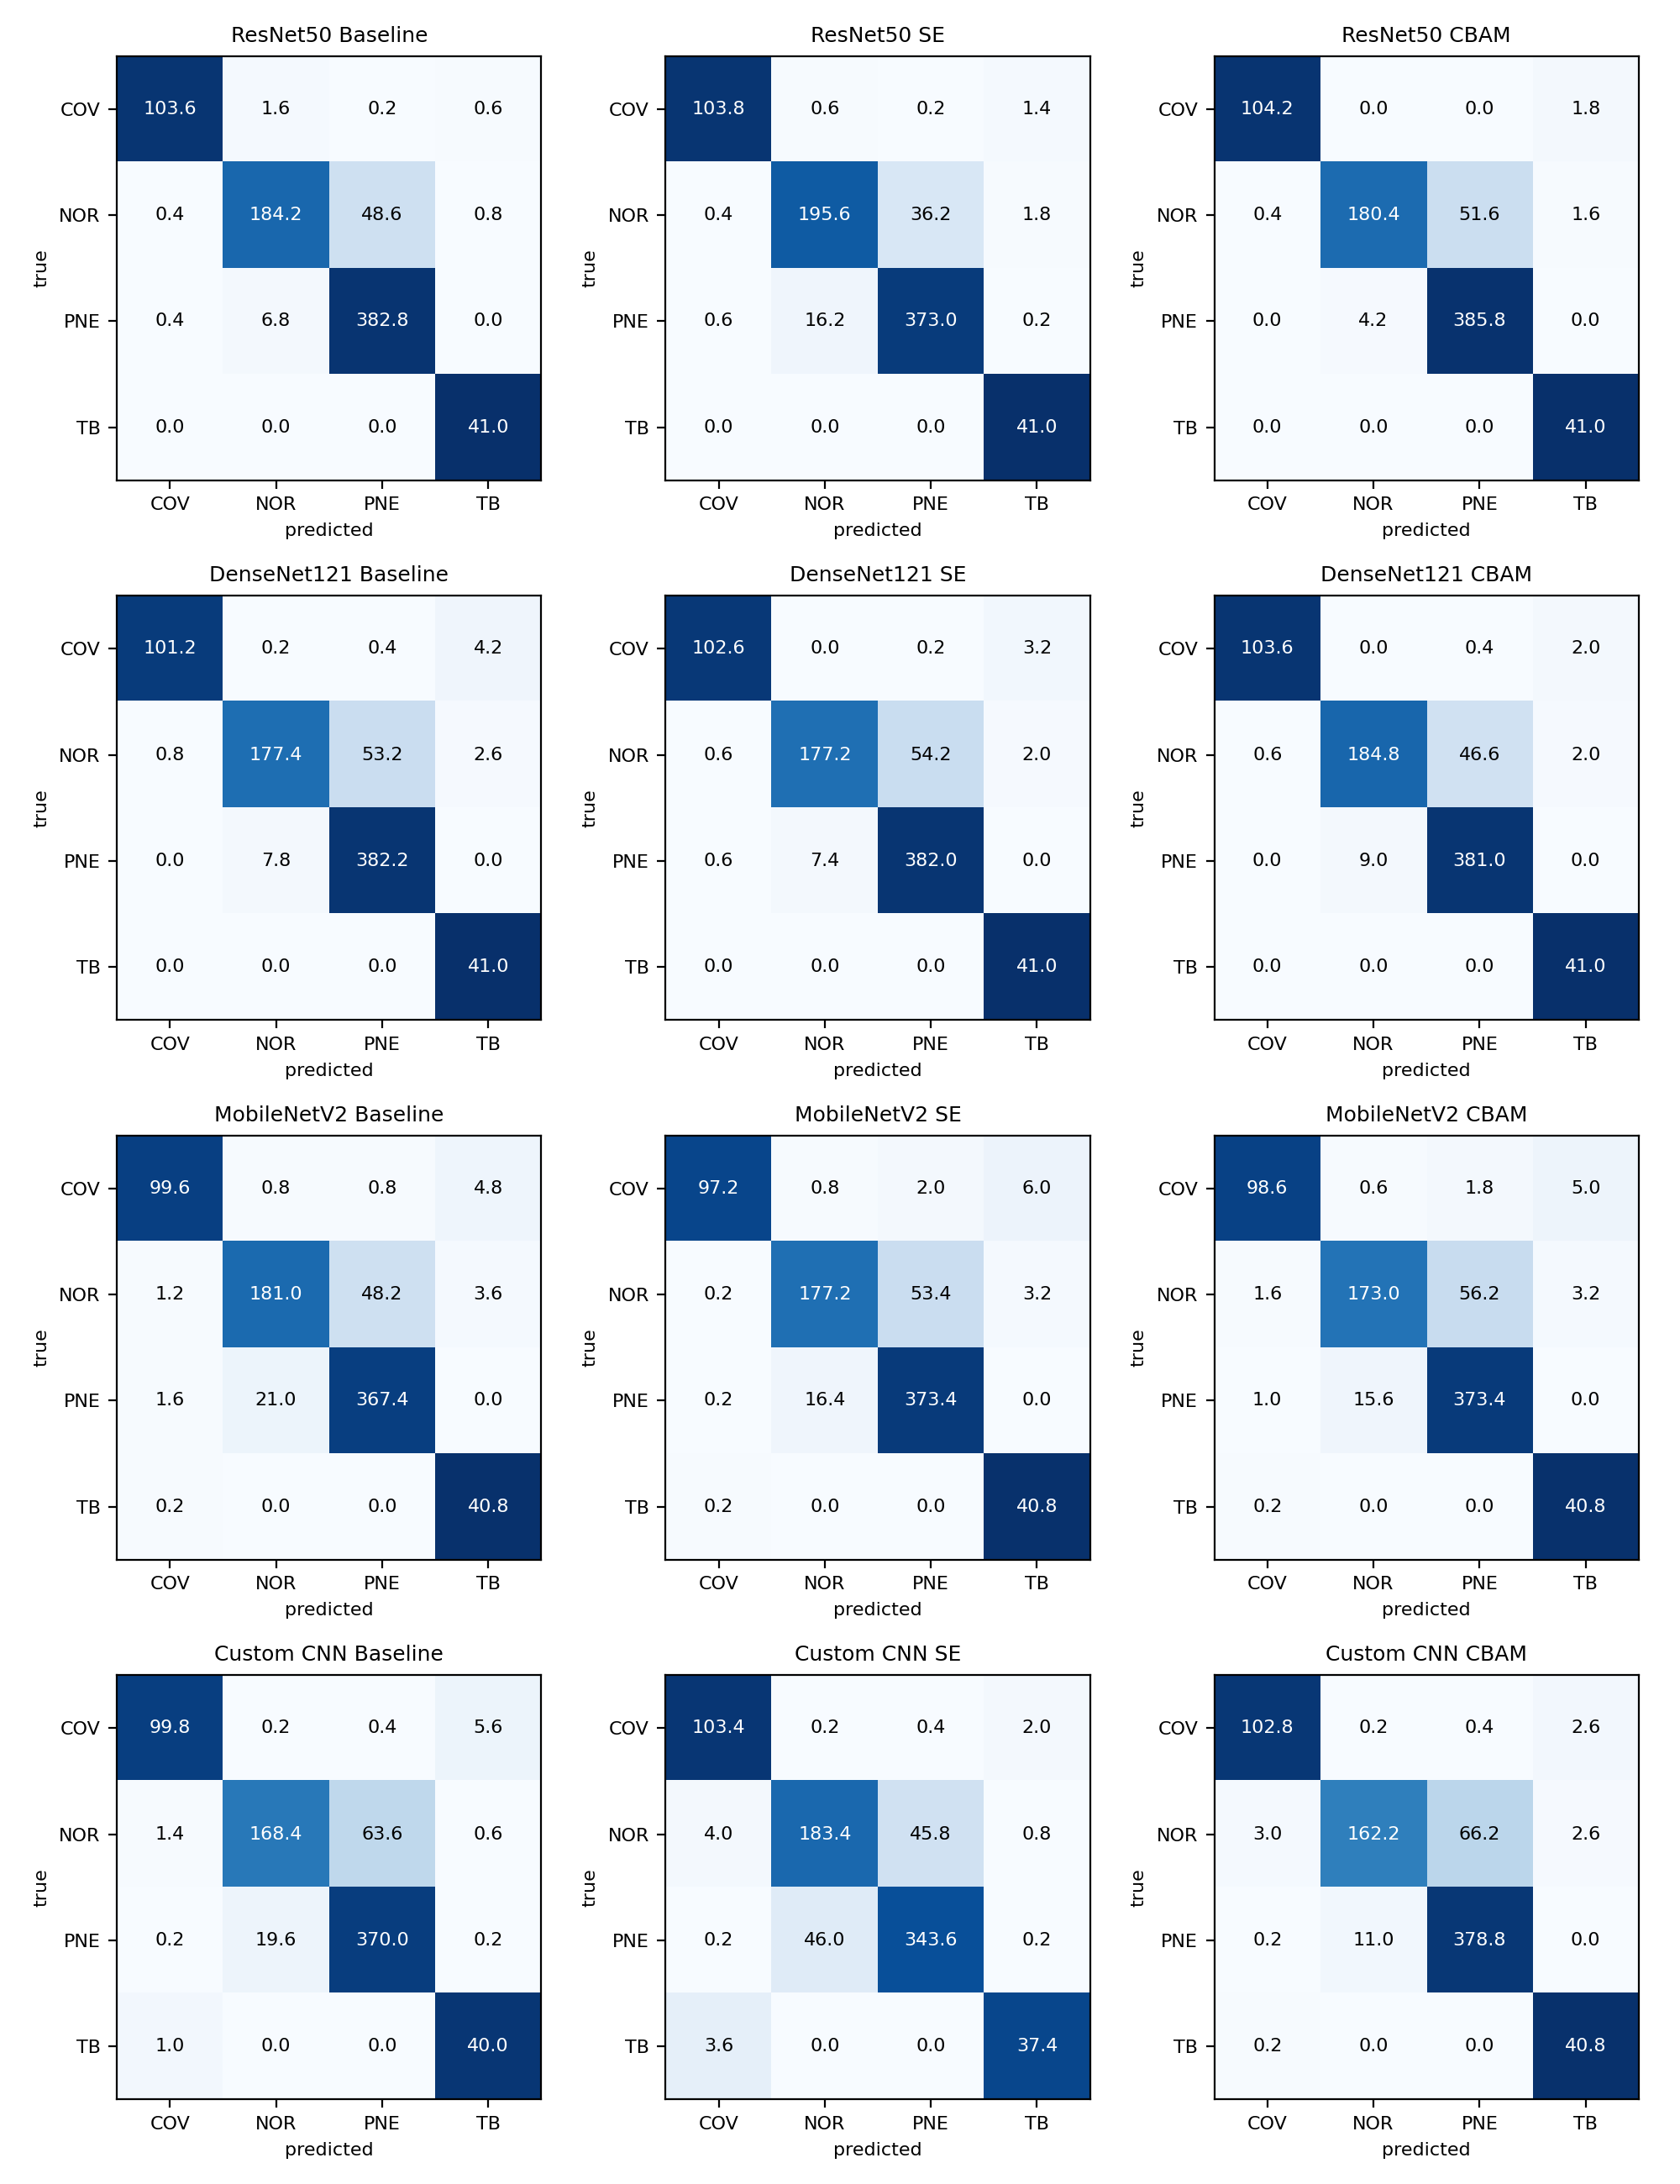 ResNet50 Baseline
COV 103.6 1.6 0.2 0.6
NOR 0.4 184.2 48.6 0.8
PNE 0.4 6.8 382.8 0.0
TB 0.0 0.0 0.0 41.0
COV NOR PNE TB
predicted
true
ResNet50 SE
COV 103.8 0.6 0.2 1.4
NOR 0.4 195.6 36.2 1.8
PNE 0.6 16.2 373.0 0.2
TB 0.0 0.0 0.0 41.0
COV NOR PNE TB
predicted
true
ResNet50 CBAM
COV 104.2 0.0 0.0 1.8
NOR 0.4 180.4 51.6 1.6
PNE 0.0 4.2 385.8 0.0
TB 0.0 0.0 0.0 41.0
COV NOR PNE TB
predicted
true
DenseNet121 Baseline
COV 101.2 0.2 0.4 4.2
NOR 0.8 177.4 53.2 2.6
PNE 0.0 7.8 382.2 0.0
TB 0.0 0.0 0.0 41.0
COV NOR PNE TB
predicted
true
DenseNet121 SE
COV 102.6 0.0 0.2 3.2
NOR 0.6 177.2 54.2 2.0
PNE 0.6 7.4 382.0 0.0
TB 0.0 0.0 0.0 41.0
COV NOR PNE TB
predicted
true
DenseNet121 CBAM
COV 103.6 0.0 0.4 2.0
NOR 0.6 184.8 46.6 2.0
PNE 0.0 9.0 381.0 0.0
TB 0.0 0.0 0.0 41.0
COV NOR PNE TB
predicted
true
MobileNetV2 Baseline
COV 99.6 0.8 0.8 4.8
NOR 1.2 181.0 48.2 3.6
PNE 1.6 21.0 367.4 0.0
TB 0.2 0.0 0.0 40.8
COV NOR PNE TB
predicted
true
MobileNetV2 SE
COV 97.2 0.8 2.0 6.0
NOR 0.2 177.2 53.4 3.2
PNE 0.2 16.4 373.4 0.0
TB 0.2 0.0 0.0 40.8
COV NOR PNE TB
predicted
true
MobileNetV2 CBAM
COV 98.6 0.6 1.8 5.0
NOR 1.6 173.0 56.2 3.2
PNE 1.0 15.6 373.4 0.0
TB 0.2 0.0 0.0 40.8
COV NOR PNE TB
predicted
true
Custom CNN Baseline
COV 99.8 0.2 0.4 5.6
NOR 1.4 168.4 63.6 0.6
PNE 0.2 19.6 370.0 0.2
TB 1.0 0.0 0.0 40.0
COV NOR PNE TB
predicted
true
Custom CNN SE
COV 103.4 0.2 0.4 2.0
NOR 4.0 183.4 45.8 0.8
PNE 0.2 46.0 343.6 0.2
TB 3.6 0.0 0.0 37.4
COV NOR PNE TB
predicted
true
Custom CNN CBAM
COV 102.8 0.2 0.4 2.6
NOR 3.0 162.2 66.2 2.6
PNE 0.2 11.0 378.8 0.0
TB 0.2 0.0 0.0 40.8
COV NOR PNE TB
predicted
true